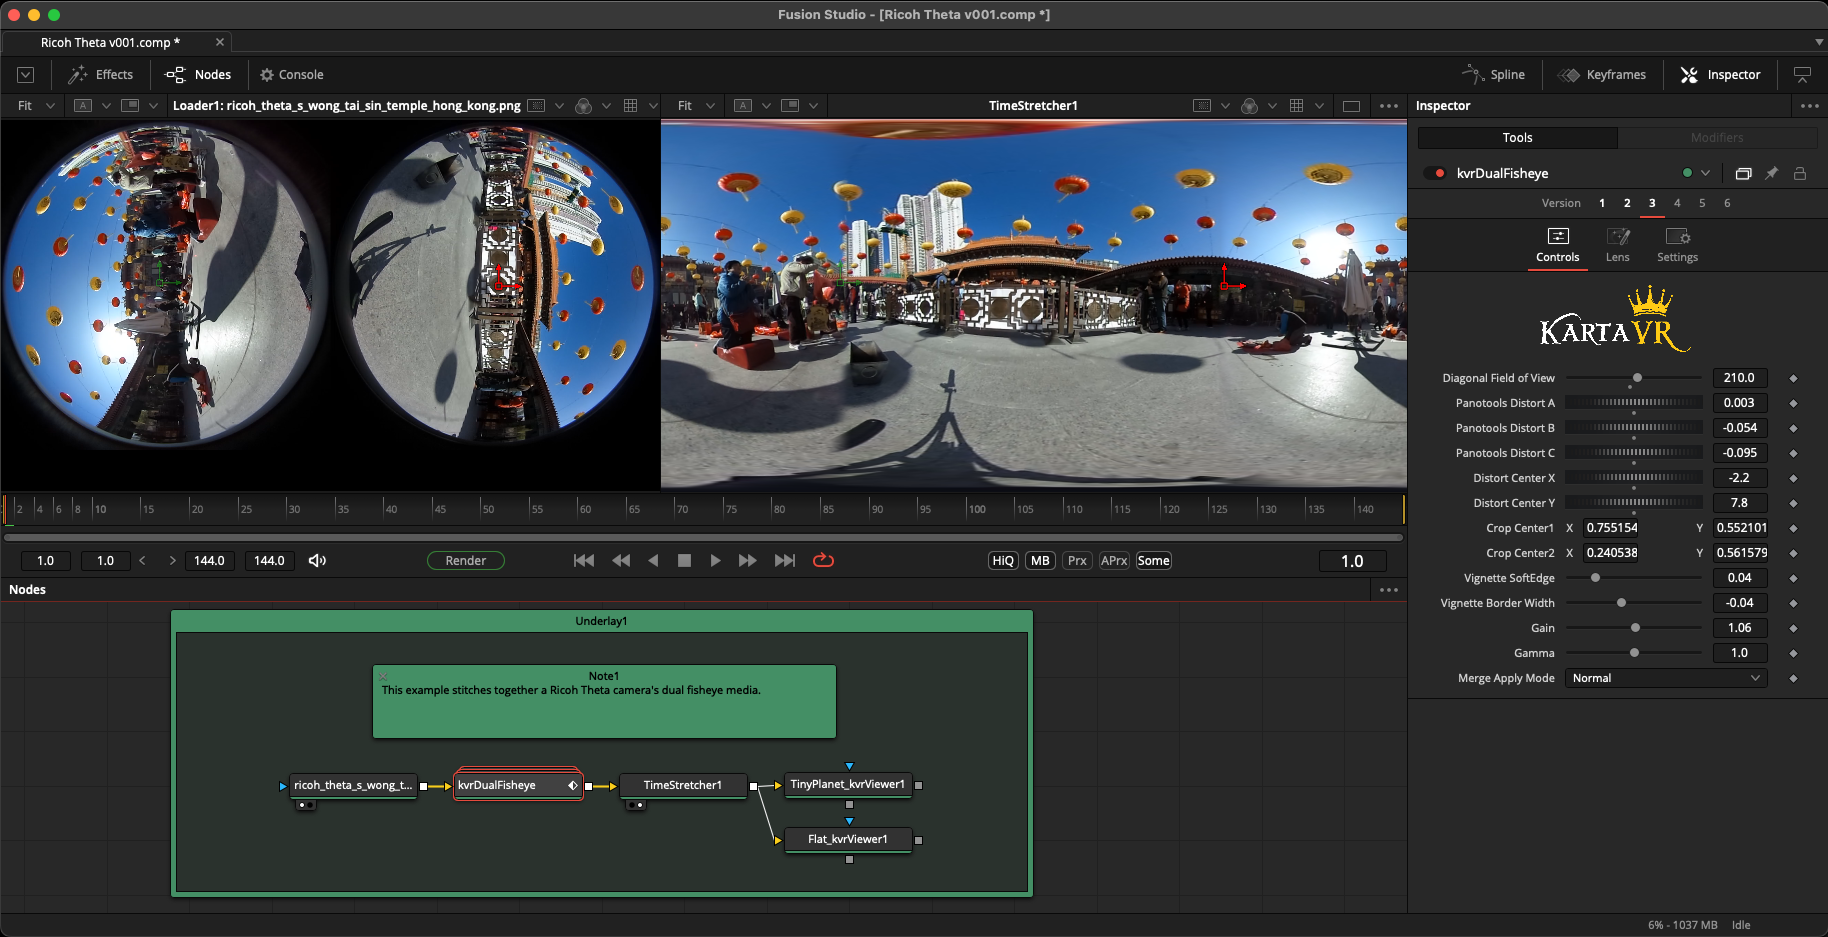 Fusion Studio - [Ricoh Theta v001.comp *]
Ricoh Theta v001.comp *
Effects
Nodes
Console
Spline
Keyframes
Inspector
Fit
A
Loader1: ricoh_theta_s_wong_tai_sin_temple_hong_kong.png
Fit
A
TimeStretcher1
Inspector
Tools
Modifiers
kvrDualFisheye
Version 1 2 3 4 5 6
Controls
Lens
Settings
KARTAVR
Diagonal Field of View 210.0
Panotools Distort A 0.003
Panotools Distort B -0.054
Panotools Distort C -0.095
Distort Center X -2.2
Distort Center Y 7.8
Crop Center1 X 0.755154 Y 0.552101
Crop Center2 X 0.240538 Y 0.561579
Vignette SoftEdge 0.04
Vignette Border Width -0.04
Gain 1.06
Gamma 1.0
Merge Apply Mode Normal
2 4 6 8 10 15 20 25 30 35 40 45 50 55 60 65 70 75 80 85 90 95 100 105 110 115 120 125 130 135 140
1.0 1.0 < > 144.0 144.0 Render HiQ MB Prx APrx Some 1.0
Nodes
Underlay1
Note1
This example stitches together a Ricoh Theta camera's dual fisheye media.
ricoh_theta_s_wong_t...
kvrDualFisheye
TimeStretcher1
TinyPlanet_kvrViewer1
Flat_kvrViewer1
6% - 1037 MB Idle